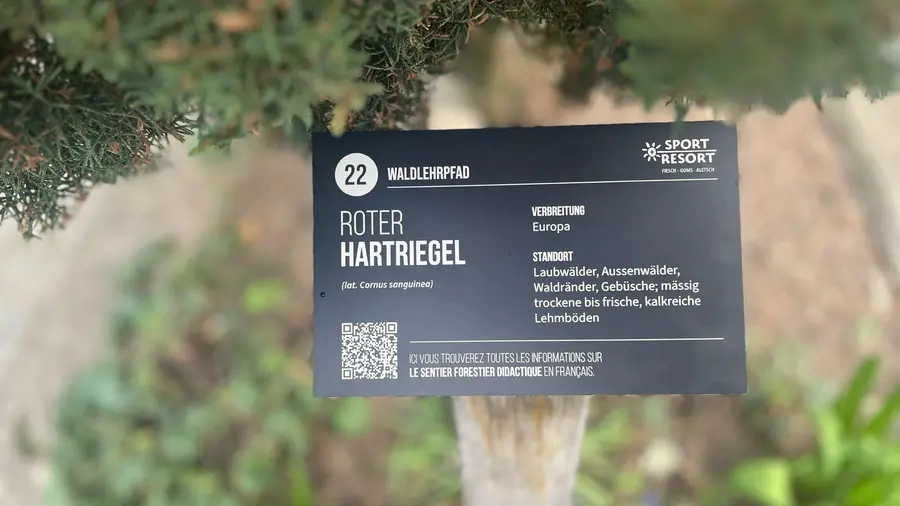 22 WALDLEHRPFAD
SPORT
RESORT
FIESCH - GOMS - ALETSCH
ROTER
HARTRIEGEL
(lat. Cornus sanguinea)
VERBREITUNG
Europa
STANDORT
Laubwälder, Aussenwälder,
Waldränder, Gebüsche; mässig
trockene bis frische, kalkreiche
Lehmböden
ICI VOUS TROUVEREZ TOUTES LES INFORMATIONS SUR
LE SENTIER FORESTIER DIDACTIQUE EN FRANÇAIS.